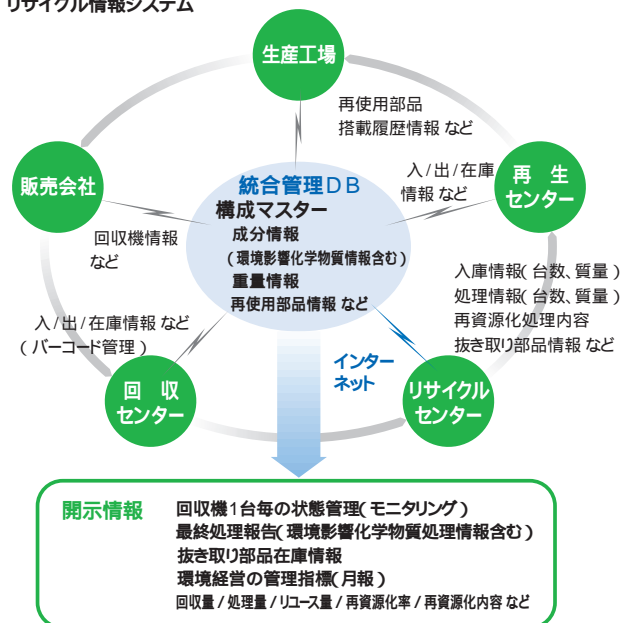 リサイクル情報システム
生産工場
再使用部品
搭載履歴情報 など
入/出/在庫
情報 など
再 生
センター
販売会社
統合管理DB
構成マスター
成分情報
(環境影響化学物質情報含む)
重量情報
再使用部品情報 など
回収機情報
など
入庫情報(台数、質量)
処理情報(台数、質量)
再資源化処理内容
抜き取り部品情報 など
入/出/在庫情報 など
(バーコード管理)
インター
ネット
回 収
センター
リサイクル
センター
開示情報
回収機1台毎の状態管理(モニタリング)
最終処理報告(環境影響化学物質処理情報含む)
抜き取り部品在庫情報
環境経営の管理指標(月報)
回収量/処理量/リユース量/再資源化率/再資源化内容 など